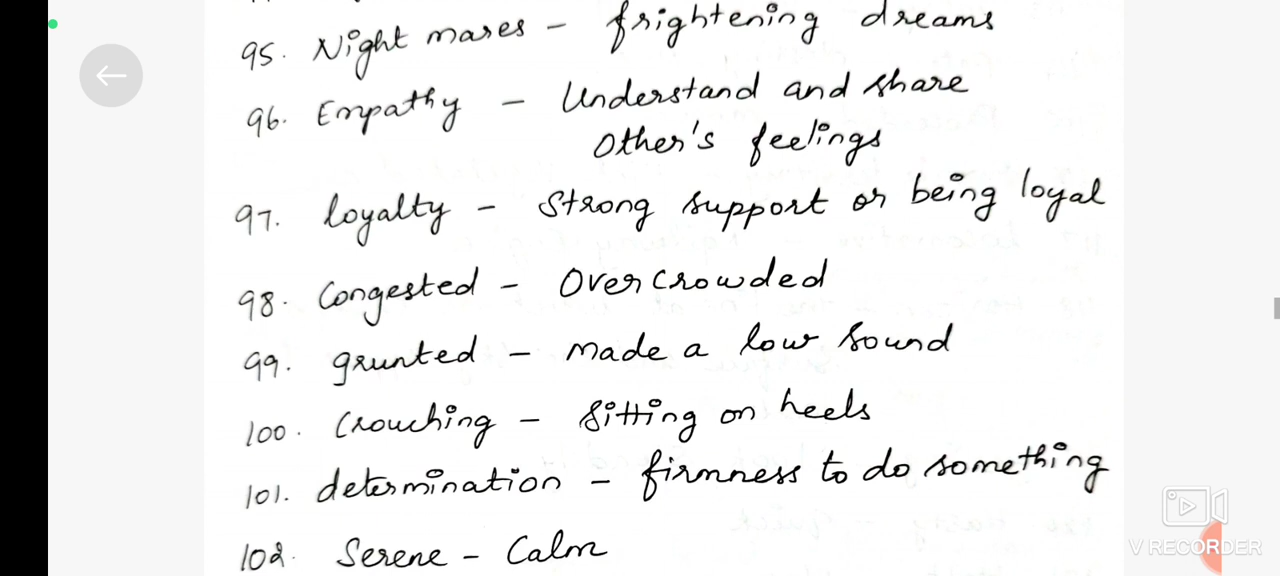 95. Night mares - frightening dreams
96. Empathy - Understand and share
Other's feelings
97. Loyalty - Strong support or being loyal
98. Congested - Overcrowded
99. grunted - made a low sound
100. Crouching - Sitting on heels
101. determination - firmness to do something
102. Serene - Calm
V RECORDER